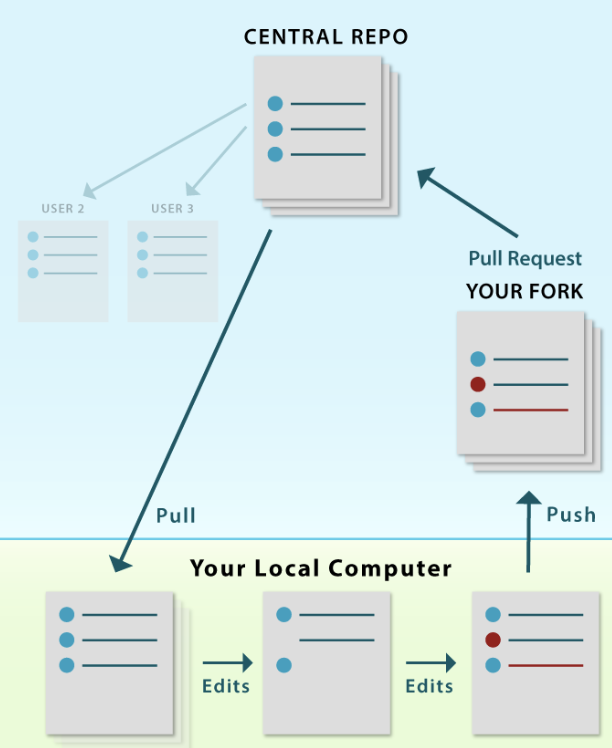 CENTRAL REPO
USER 2
USER 3
Pull Request
YOUR FORK
Pull
Push
Your Local Computer
Edits
Edits